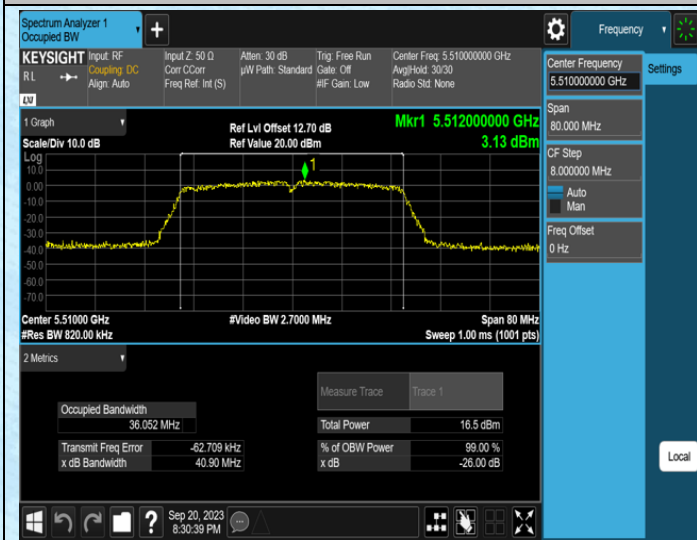 Spectrum Analyzer 1
Occupied BW
Frequency
KEYSIGHT
RL
LXI
Input: RF
Coupling: DC
Align: Auto
Input Z: 50 Ω
Corr CCorr
Freq Ref: Int (S)
Atten: 30 dB
µW Path: Standard
Trig: Free Run
Gate: Off
#IF Gain: Low
Center Freq: 5.510000000 GHz
Avg|Hold: 30/30
Radio Std: None
1 Graph
Scale/Div 10.0 dB
Ref Lvl Offset 12.70 dB
Ref Value 20.00 dBm
Mkr1 5.512000000 GHz
3.13 dBm
Log
10.0
0.00
-10.0
-20.0
-30.0
-40.0
-50.0
-60.0
-70.0
1
Center 5.51000 GHz
#Res BW 820.00 kHz
#Video BW 2.7000 MHz
Span 80 MHz
Sweep 1.00 ms (1001 pts)
2 Metrics
Measure Trace
Trace 1
Occupied Bandwidth
36.052 MHz
Total Power
16.5 dBm
Transmit Freq Error
-62.709 kHz
% of OBW Power
99.00 %
x dB Bandwidth
40.90 MHz
x dB
-26.00 dB
Center Frequency
5.510000000 GHz
Settings
Span
80.000 MHz
CF Step
8.000000 MHz
Auto
Man
Freq Offset
0 Hz
Local
?
Sep 20, 2023
8:30:39 PM